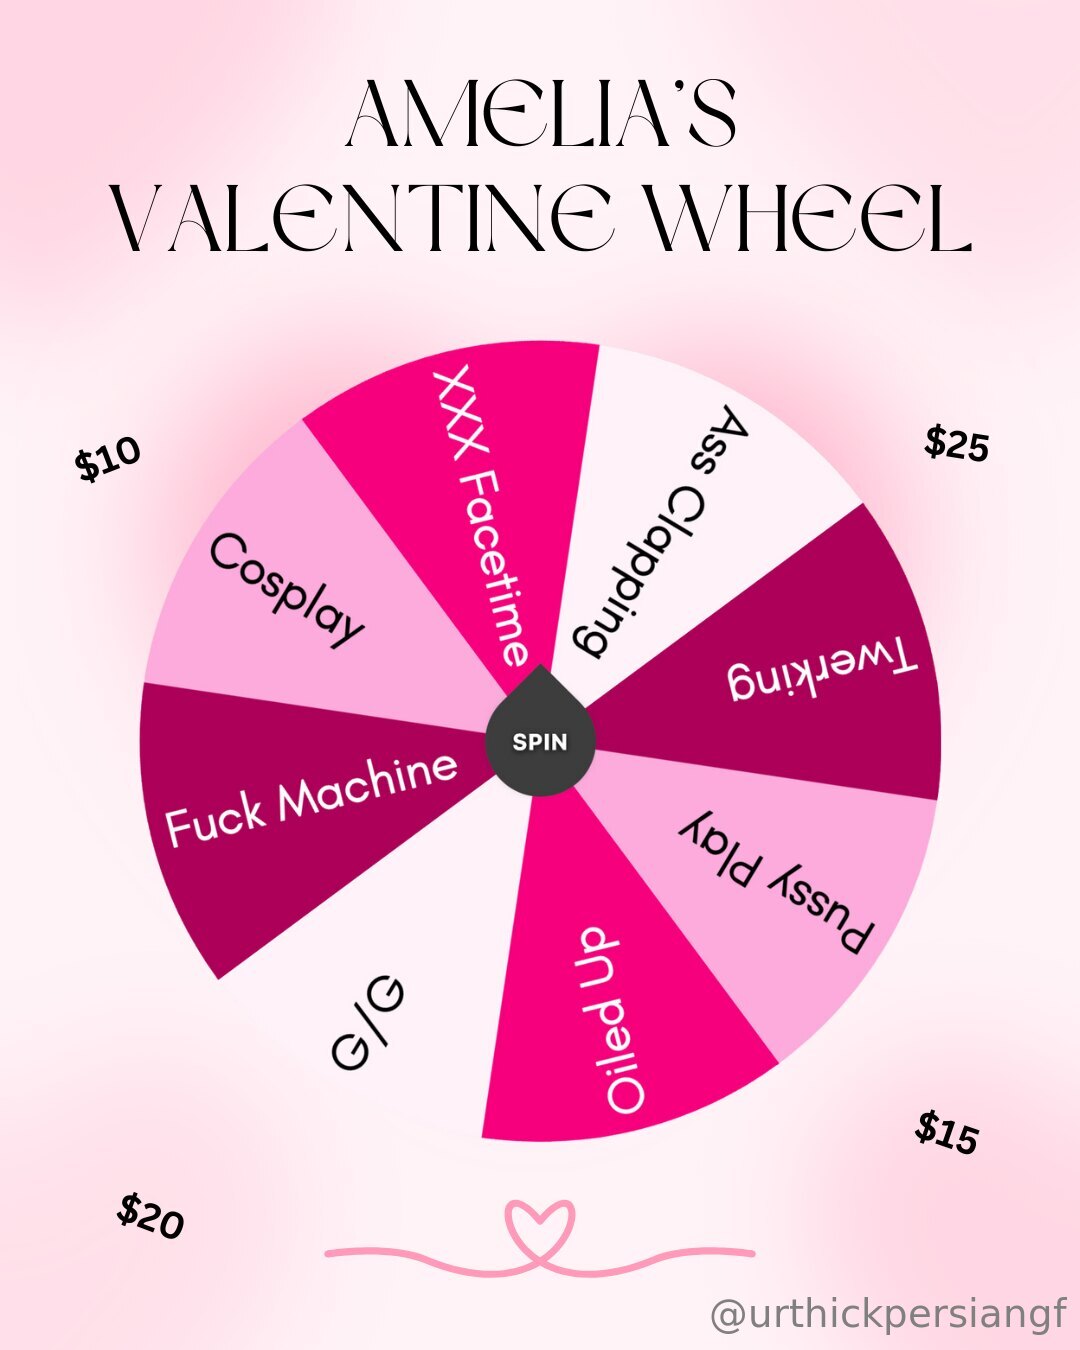 AMELIA'S
VALENTINE WHEEL
$10
$25
XXX Facetime
Ass Clapping
Cosplay
Twerking
SPIN
Fuck Machine
Pussy Play
G/G
Oiled Up
$15
$20
@urthickpersiangf